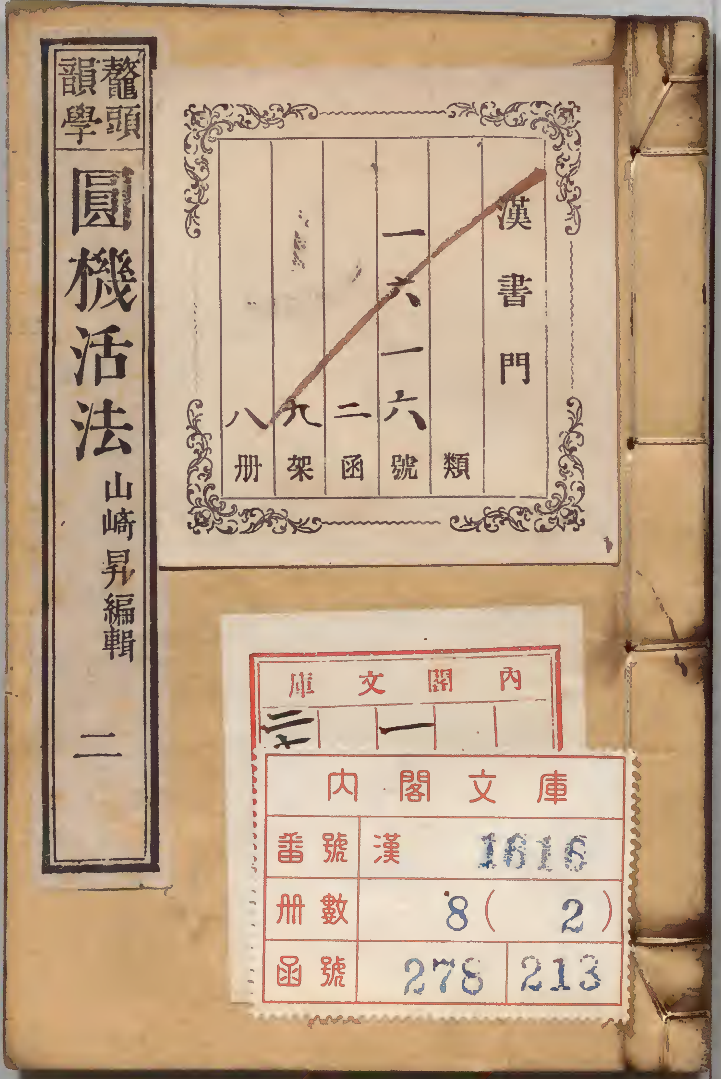 鼇頭
韻學
圓機活法
山﨑昇編輯
二
漢書門
類
一六一六號
二函
九架
八册
內閣文庫
一
内閣文庫
番號 漢 1616
册數 8(2)
函號 278 213